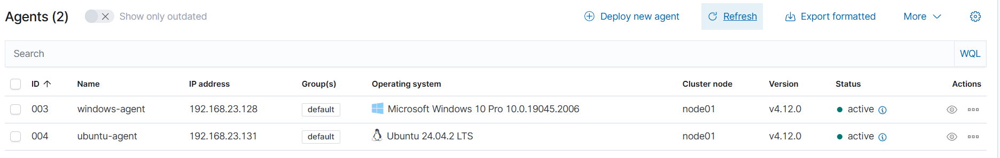 Agents (2) Show only outdated Deploy new agent Refresh Export formatted More
Search WQL
ID Name IP address Group(s) Operating system Cluster node Version Status Actions
003 windows-agent 192.168.23.128 default Microsoft Windows 10 Pro 10.0.19045.2006 node01 v4.12.0 active
004 ubuntu-agent 192.168.23.131 default Ubuntu 24.04.2 LTS node01 v4.12.0 active